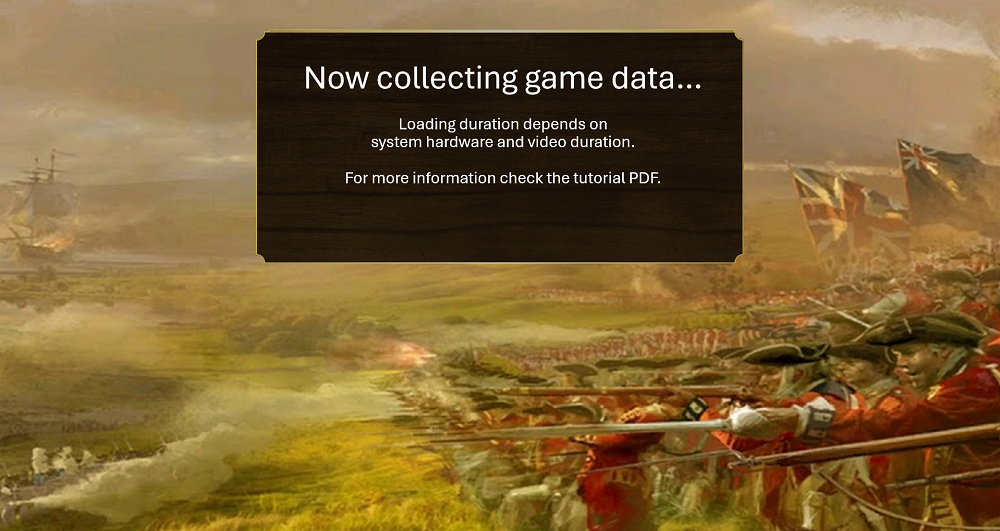 Now collecting game data...
Loading duration depends on
system hardware and video duration.
For more information check the tutorial PDF.